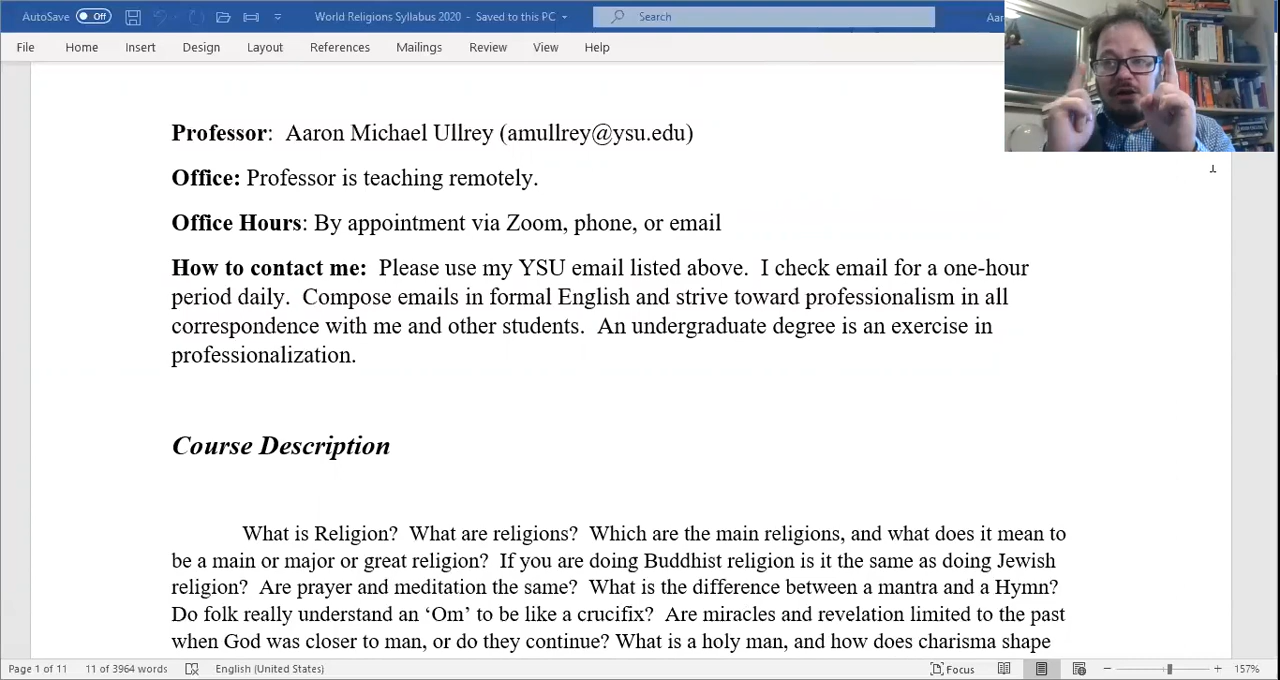 AutoSave Off World Religions Syllabus 2020 - Saved to this PC Search Aar
File Home Insert Design Layout References Mailings Review View Help
Professor: Aaron Michael Ullrey (amullrey@ysu.edu)
Office: Professor is teaching remotely.
Office Hours: By appointment via Zoom, phone, or email
How to contact me: Please use my YSU email listed above. I check email for a one-hour
period daily. Compose emails in formal English and strive toward professionalism in all
correspondence with me and other students. An undergraduate degree is an exercise in
professionalization.
Course Description
What is Religion? What are religions? Which are the main religions, and what does it mean to
be a main or major or great religion? If you are doing Buddhist religion is it the same as doing Jewish
religion? Are prayer and meditation the same? What is the difference between a mantra and a Hymn?
Do folk really understand an ‘Om’ to be like a crucifix? Are miracles and revelation limited to the past
when God was closer to man, or do they continue? What is a holy man, and how does charisma shape
Page 1 of 11 11 of 3964 words English (United States) Focus 157%